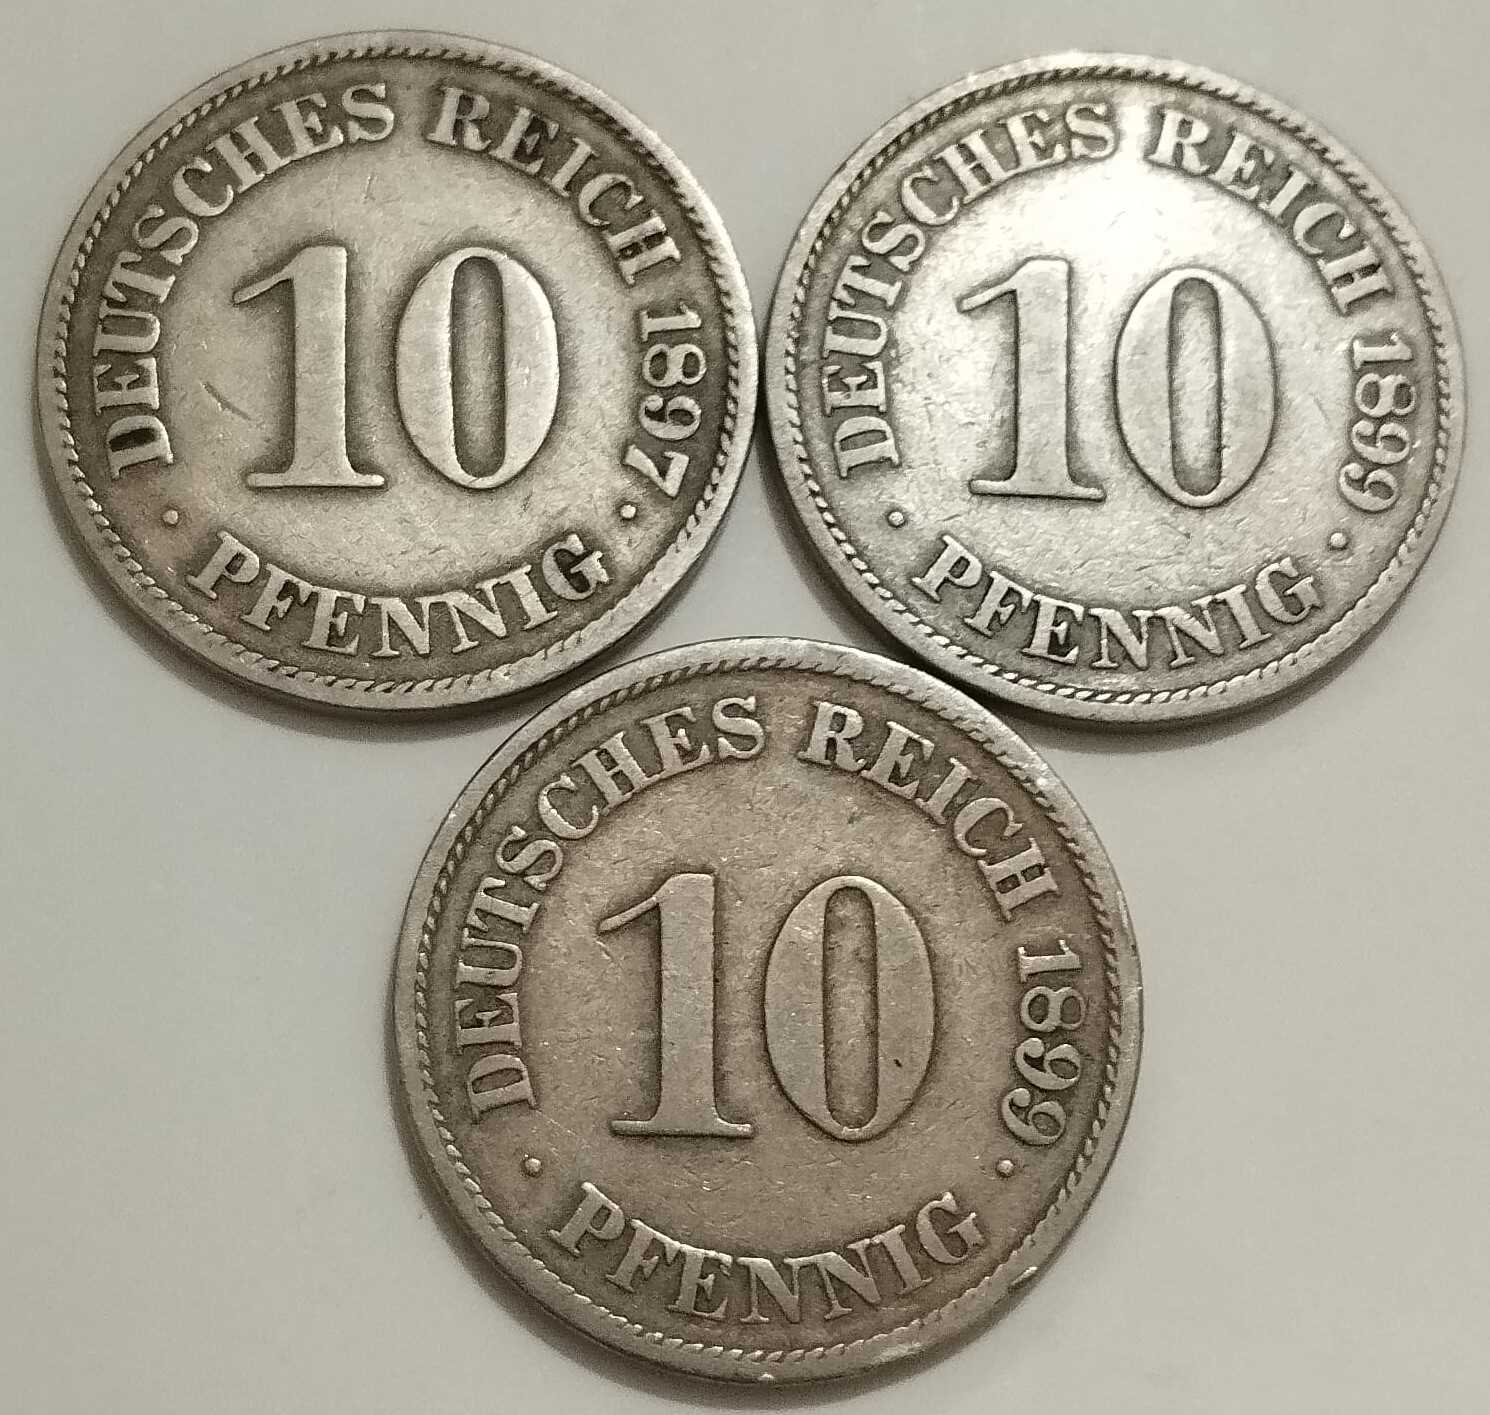 DEUTSCHES REICH 1897
10
· PFENNIG ·
DEUTSCHES REICH 1899
10
· PFENNIG ·
DEUTSCHES REICH 1899
10
· PFENNIG ·